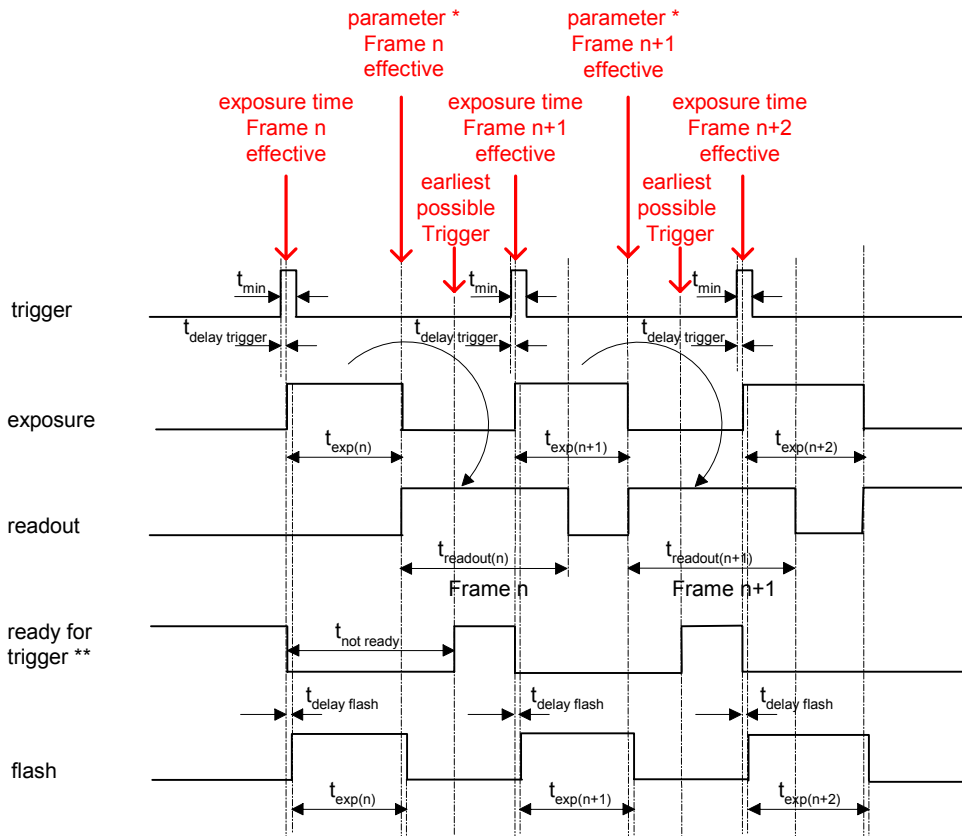 parameter *
Frame n
effective
parameter *
Frame n+1
effective
exposure time
Frame n
effective
exposure time
Frame n+1
effective
exposure time
Frame n+2
effective
earliest
possible
Trigger
earliest
possible
Trigger
trigger
tmin
tmin
tmin
tdelay trigger
tdelay trigger
tdelay trigger
exposure
texp(n)
texp(n+1)
texp(n+2)
readout
treadout(n)
treadout(n+1)
Frame n
Frame n+1
ready for
trigger **
tnot ready
tdelay flash
tdelay flash
tdelay flash
flash
texp(n)
texp(n+1)
texp(n+2)